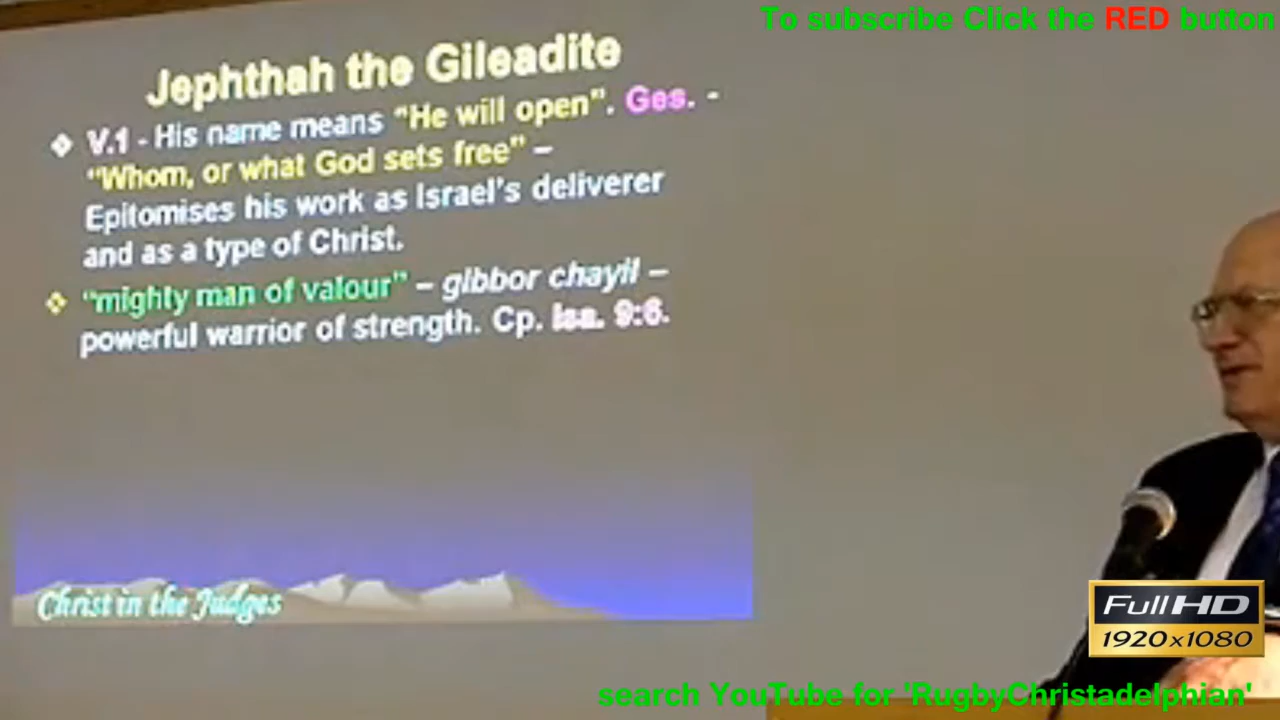 To subscribe Click the RED button
Jephthah the Gileadite
❖ V.1 - His name means “He will open”. Ges. -
“Whom, or what God sets free” –
Epitomises his work as Israel’s deliverer
and as a type of Christ.
❖ “mighty man of valour” – gibbor chayil –
powerful warrior of strength. Cp. Isa. 9:6.
Christ in the Judges
Full HD
1920x1080
search YouTube for 'RugbyChristadelphian'